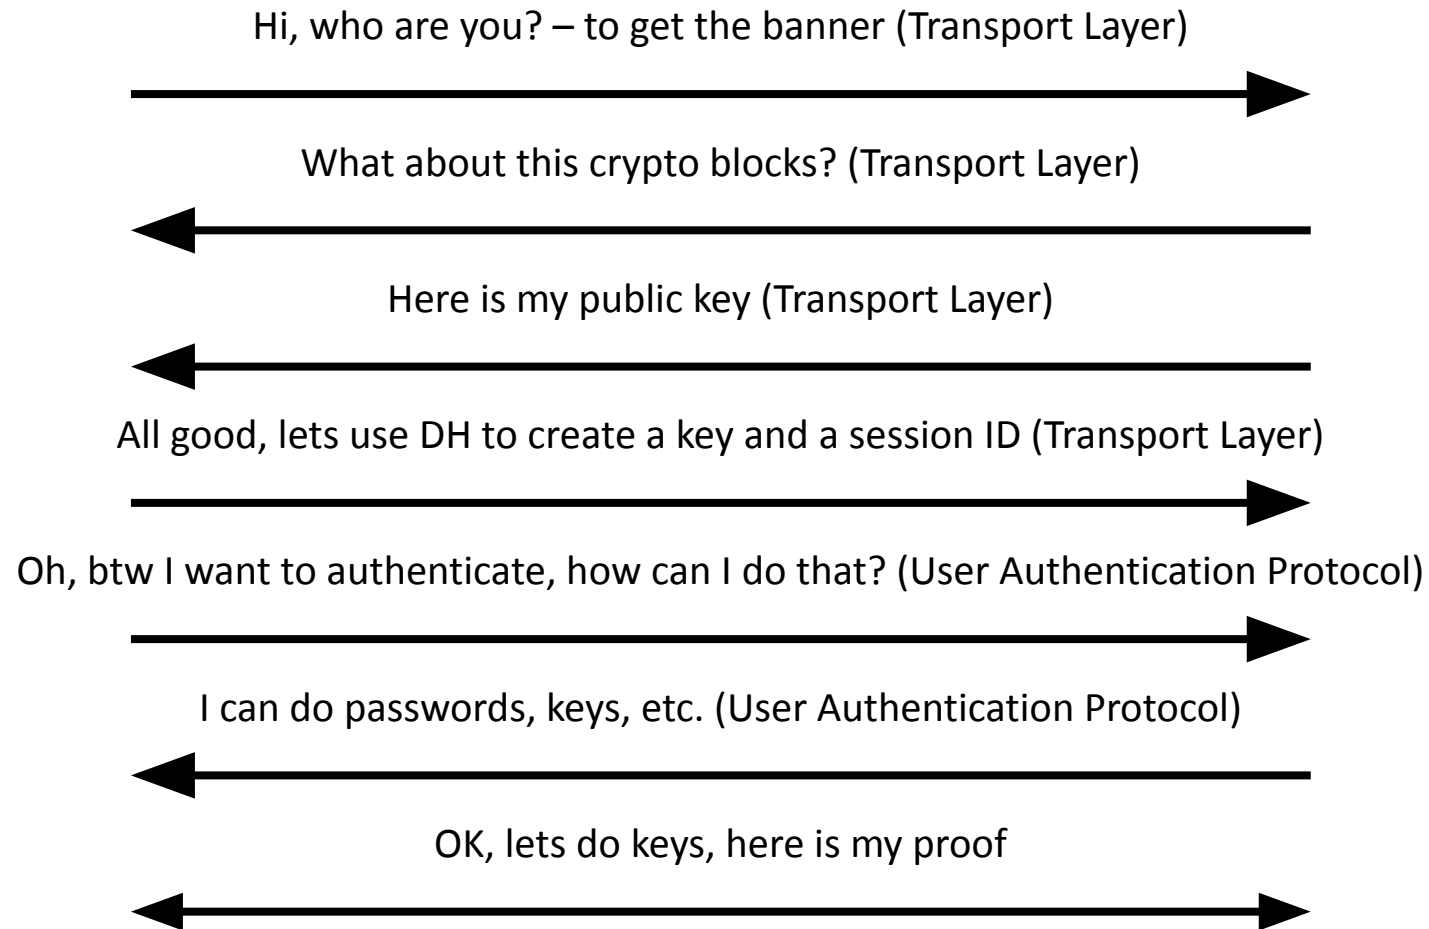 Hi, who are you? – to get the banner (Transport Layer)
What about this crypto blocks? (Transport Layer)
Here is my public key (Transport Layer)
All good, lets use DH to create a key and a session ID (Transport Layer)
Oh, btw I want to authenticate, how can I do that? (User Authentication Protocol)
I can do passwords, keys, etc. (User Authentication Protocol)
OK, lets do keys, here is my proof